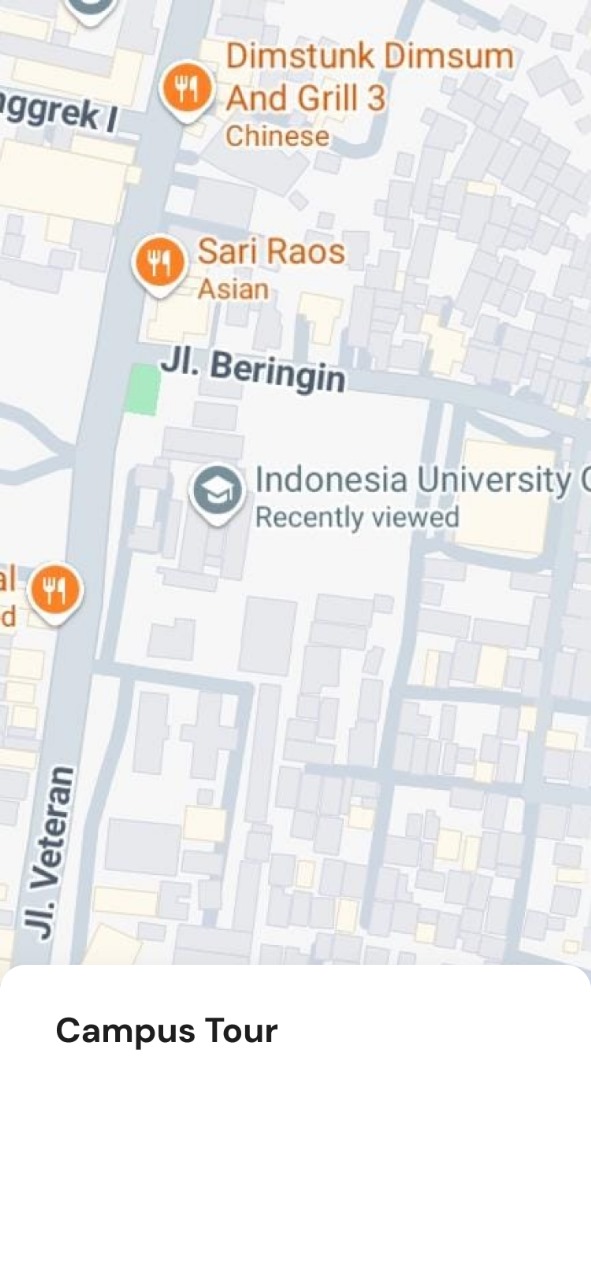 Dimstunk Dimsum
And Grill 3
Chinese
nggrek I
Sari Raos
Asian
Jl. Beringin
Indonesia University
Recently viewed
al
d
Jl. Veteran
Campus Tour